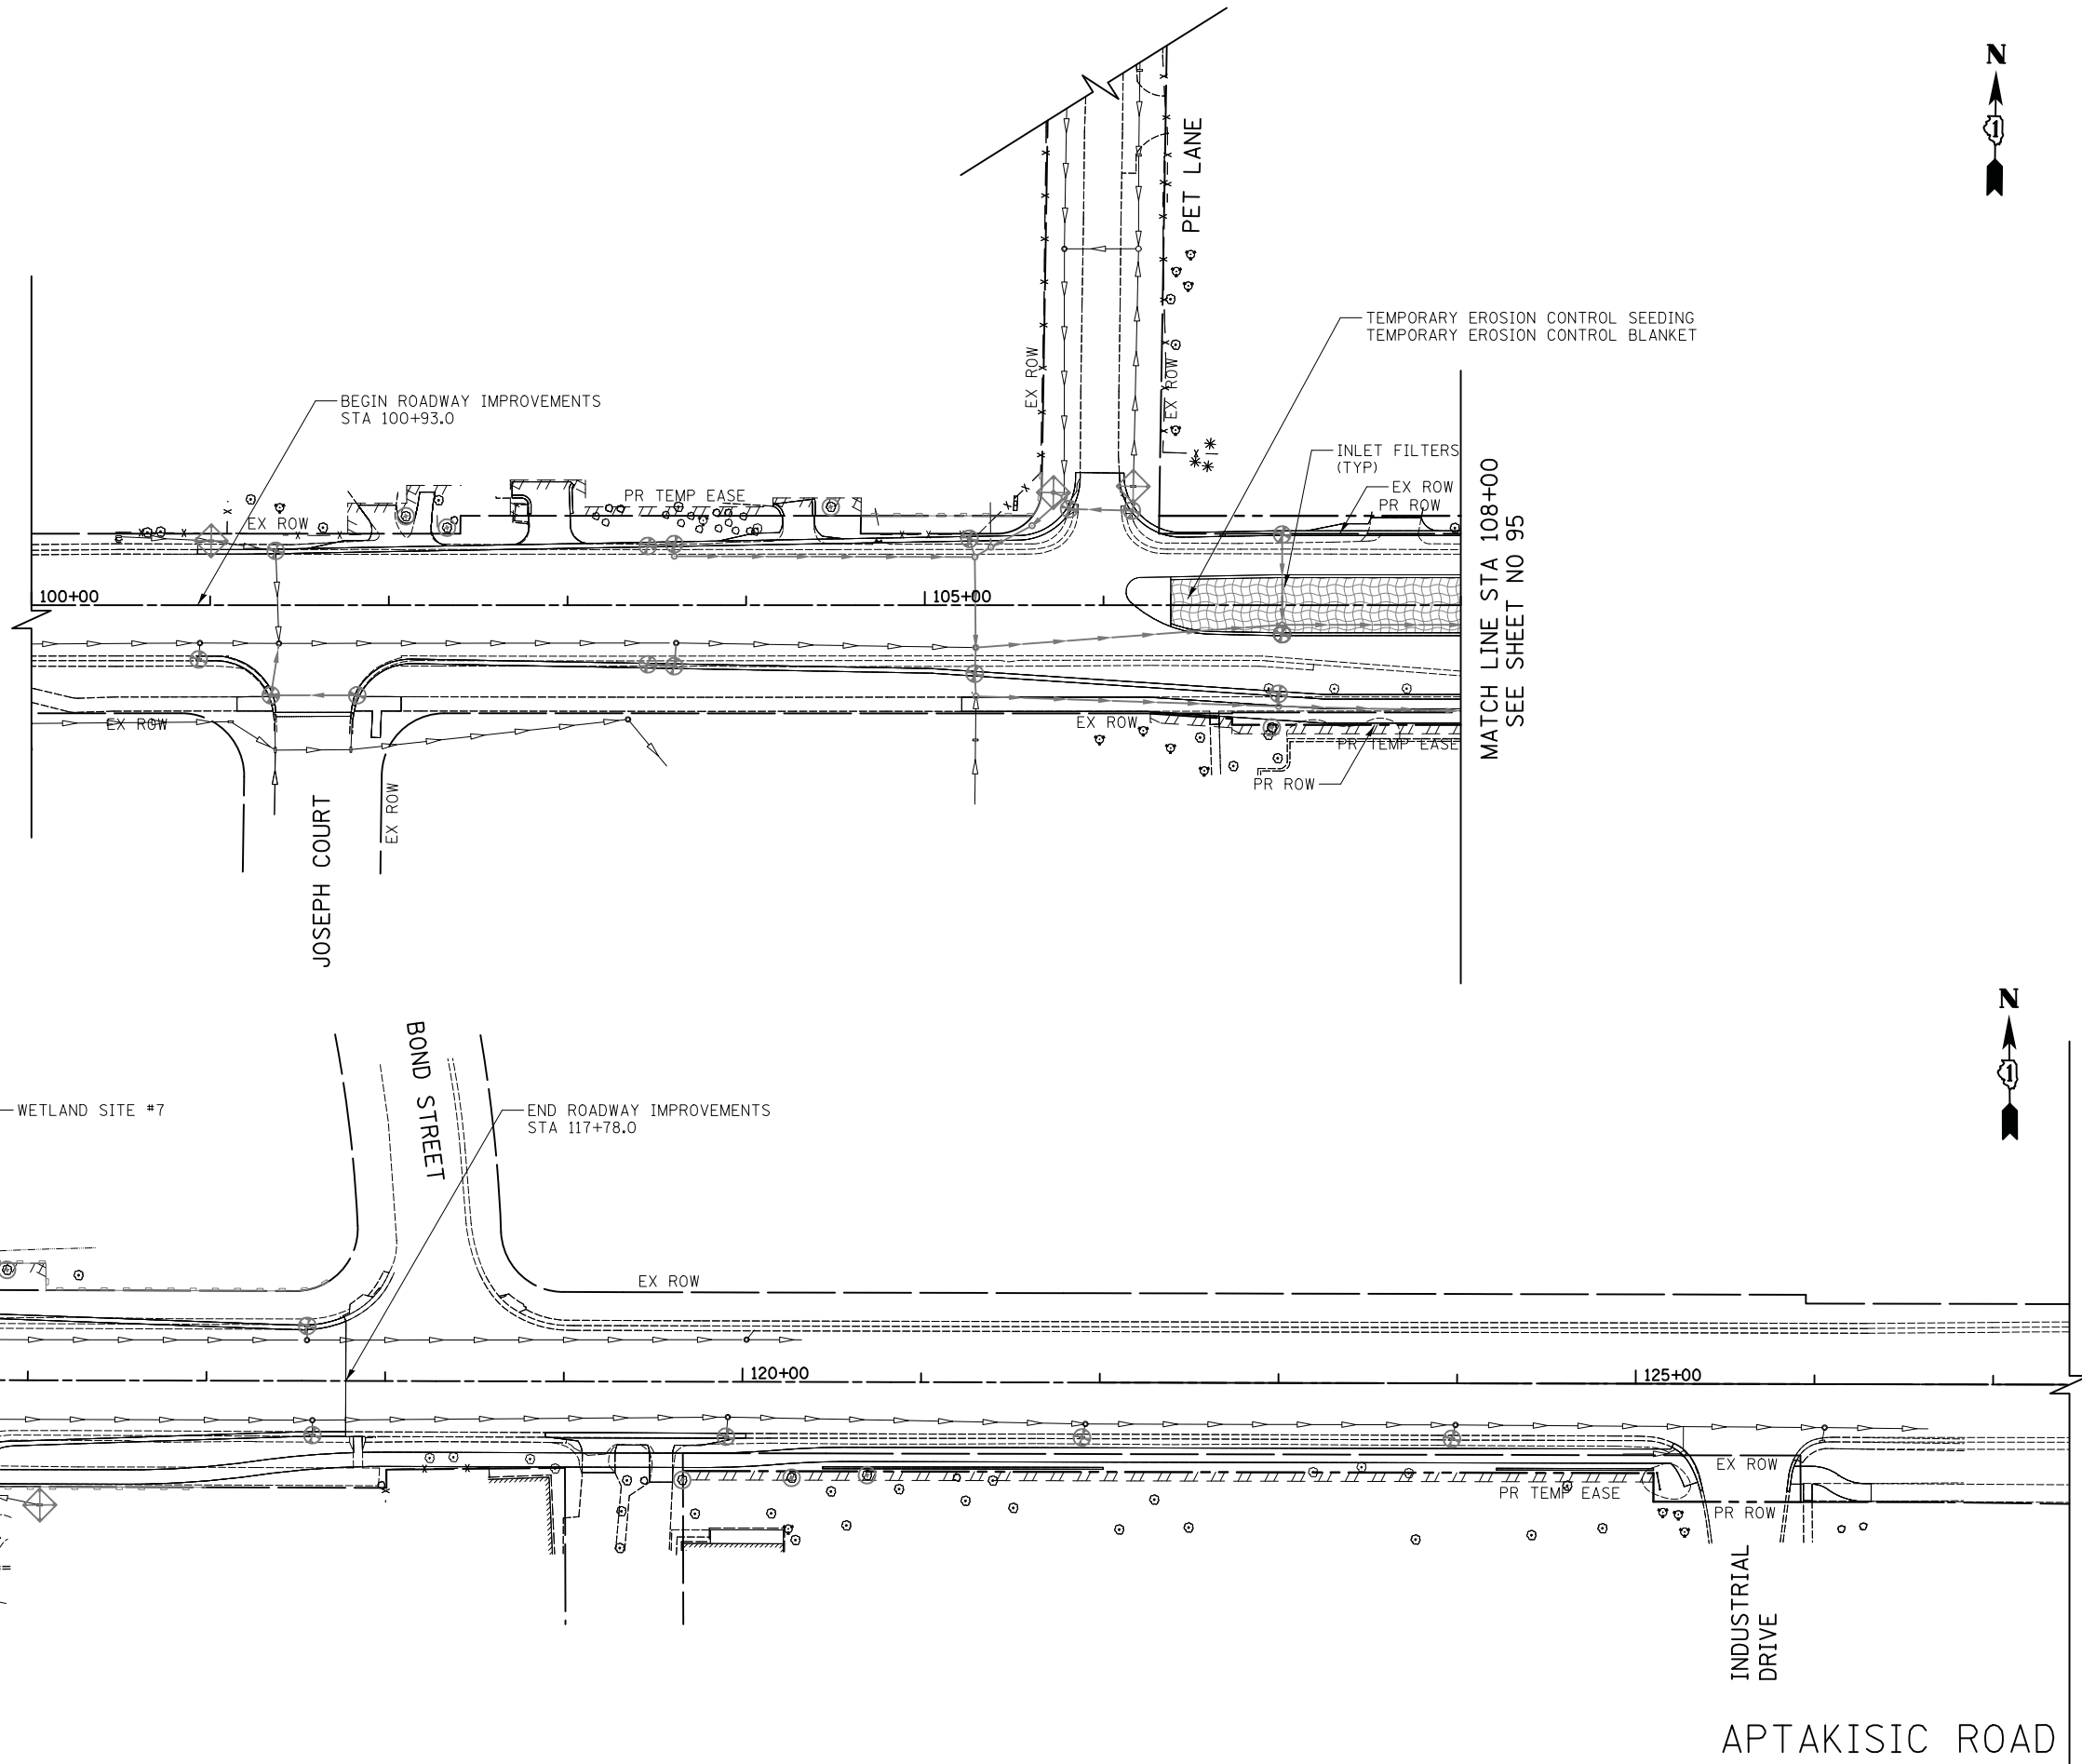 N
PET LANE
TEMPORARY EROSION CONTROL SEEDING
TEMPORARY EROSION CONTROL BLANKET
EX ROW
EX ROW
BEGIN ROADWAY IMPROVEMENTS
STA 100+93.0
INLET FILTERS
(TYP)
EX ROW
PR ROW
PR TEMP EASE
EX ROW
MATCH LINE STA 108+00
SEE SHEET NO 95
100+00
105+00
EX ROW
EX ROW
PR TEMP EASE
PR ROW
EX ROW
JOSEPH COURT
N
BOND STREET
WETLAND SITE #7
END ROADWAY IMPROVEMENTS
STA 117+78.0
EX ROW
120+00
125+00
EX ROW
PR TEMP EASE
PR ROW
INDUSTRIAL
DRIVE
APTAKISIC ROAD